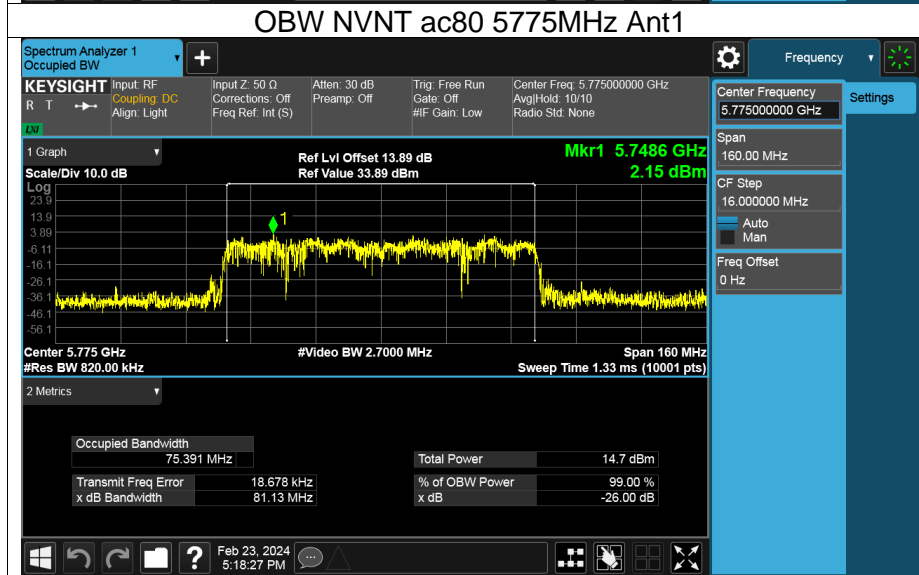 OBW NVNT ac80 5775MHz Ant1
Spectrum Analyzer 1
Occupied BW
+
Frequency
KEYSIGHT
R T
LXI
Input: RF
Coupling: DC
Align: Light
Input Z: 50 Ω
Corrections: Off
Freq Ref: Int (S)
Atten: 30 dB
Preamp: Off
Trig: Free Run
Gate: Off
#IF Gain: Low
Center Freq: 5.775000000 GHz
Avg|Hold: 10/10
Radio Std: None
Center Frequency
5.775000000 GHz
Settings
Span
160.00 MHz
CF Step
16.000000 MHz
Auto
Man
Freq Offset
0 Hz
1 Graph
Scale/Div 10.0 dB
Ref Lvl Offset 13.89 dB
Ref Value 33.89 dBm
Mkr1 5.7486 GHz
2.15 dBm
Log
23.9
13.9
3.89
-6.11
-16.1
-26.1
-36.1
-46.1
-56.1
1
Center 5.775 GHz
#Video BW 2.7000 MHz
Span 160 MHz
#Res BW 820.00 kHz
Sweep Time 1.33 ms (10001 pts)
2 Metrics
Occupied Bandwidth
75.391 MHz
Total Power 14.7 dBm
Transmit Freq Error 18.678 kHz
% of OBW Power 99.00 %
x dB Bandwidth 81.13 MHz
x dB -26.00 dB
?
Feb 23, 2024
5:18:27 PM